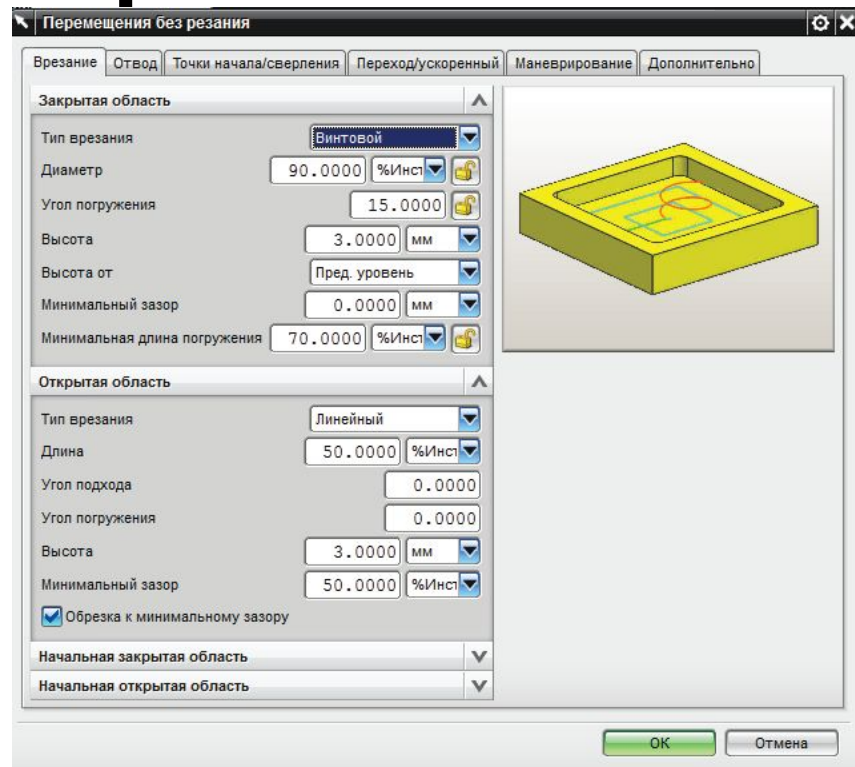 Перемещения без резания
Врезание Отвод Точки начала/сверления Переход/ускоренный Маневрирование Дополнительно
Закрытая область
Тип врезания Винтовой
Диаметр 90.0000 %Инст
Угол погружения 15.0000
Высота 3.0000 мм
Высота от Пред. уровень
Минимальный зазор 0.0000 мм
Минимальная длина погружения 70.0000 %Инст
Открытая область
Тип врезания Линейный
Длина 50.0000 %Инст
Угол подхода 0.0000
Угол погружения 0.0000
Высота 3.0000 мм
Минимальный зазор 50.0000 %Инст
Обрезка к минимальному зазору
Начальная закрытая область
Начальная открытая область
ОК Отмена